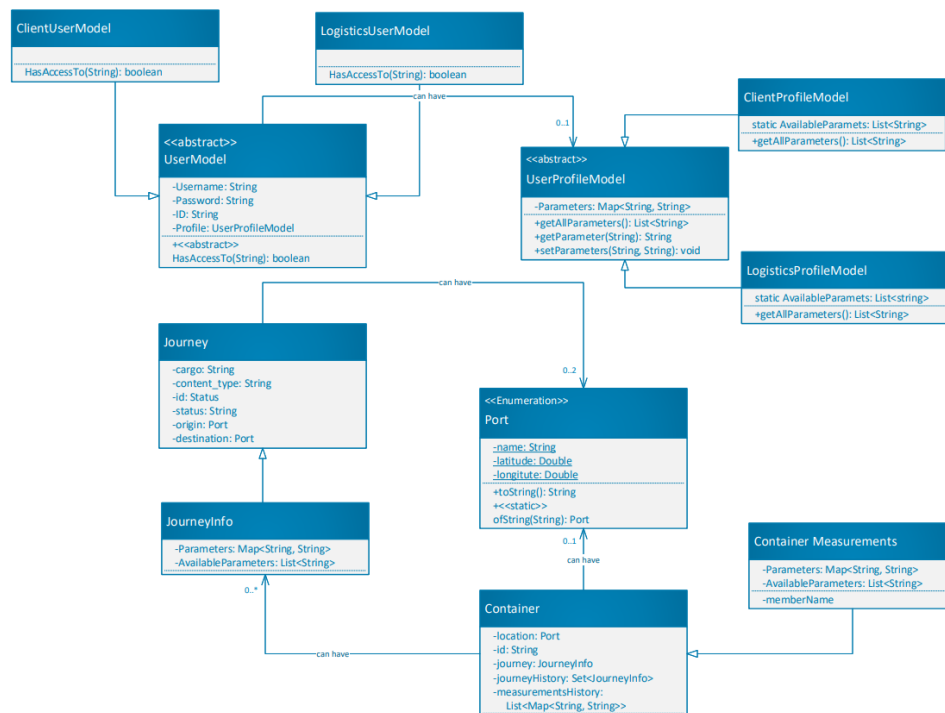 ClientUserModel
HasAccessTo(String): boolean
LogisticsUserModel
HasAccessTo(String): boolean
can have
0..1
<<abstract>>
UserModel
-Username: String
-Password: String
-ID: String
-Profile: UserProfileModel
+<<abstract>>
HasAccessTo(String): boolean
<<abstract>>
UserProfileModel
-Parameters: Map<String, String>
+getAllParameters(): List<String>
+getParameter(String): String
+setParameters(String, String): void
ClientProfileModel
static AvailableParamets: List<String>
+getAllParameters(): List<String>
LogisticsProfileModel
static AvailableParamets: List<string>
+getAllParameters(): List<String>
can have
0..2
Journey
-cargo: String
-content_type: String
-id: Status
-status: String
-origin: Port
-destination: Port
<<Enumeration>>
Port
-name: String
-latitude: Double
-longitute: Double
+toString(): String
+<<static>>
ofString(String): Port
0..1
can have
JourneyInfo
-Parameters: Map<String, String>
-AvailableParameters: List<String>
0..*
can have
Container
-location: Port
-id: String
-journey: JourneyInfo
-journeyHistory: Set<JourneyInfo>
-measurementsHistory:
List<Map<String, String>>
Container Measurements
-Parameters: Map<String, String>
-AvailableParameters: List<String>
-memberName